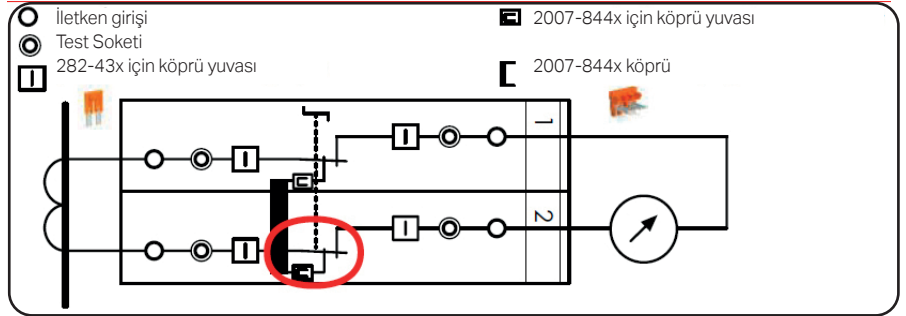 İletken girişi
Test Soketi
282-43x için köprü yuvası
2007-844x için köprü yuvası
2007-844x köprü
1
2